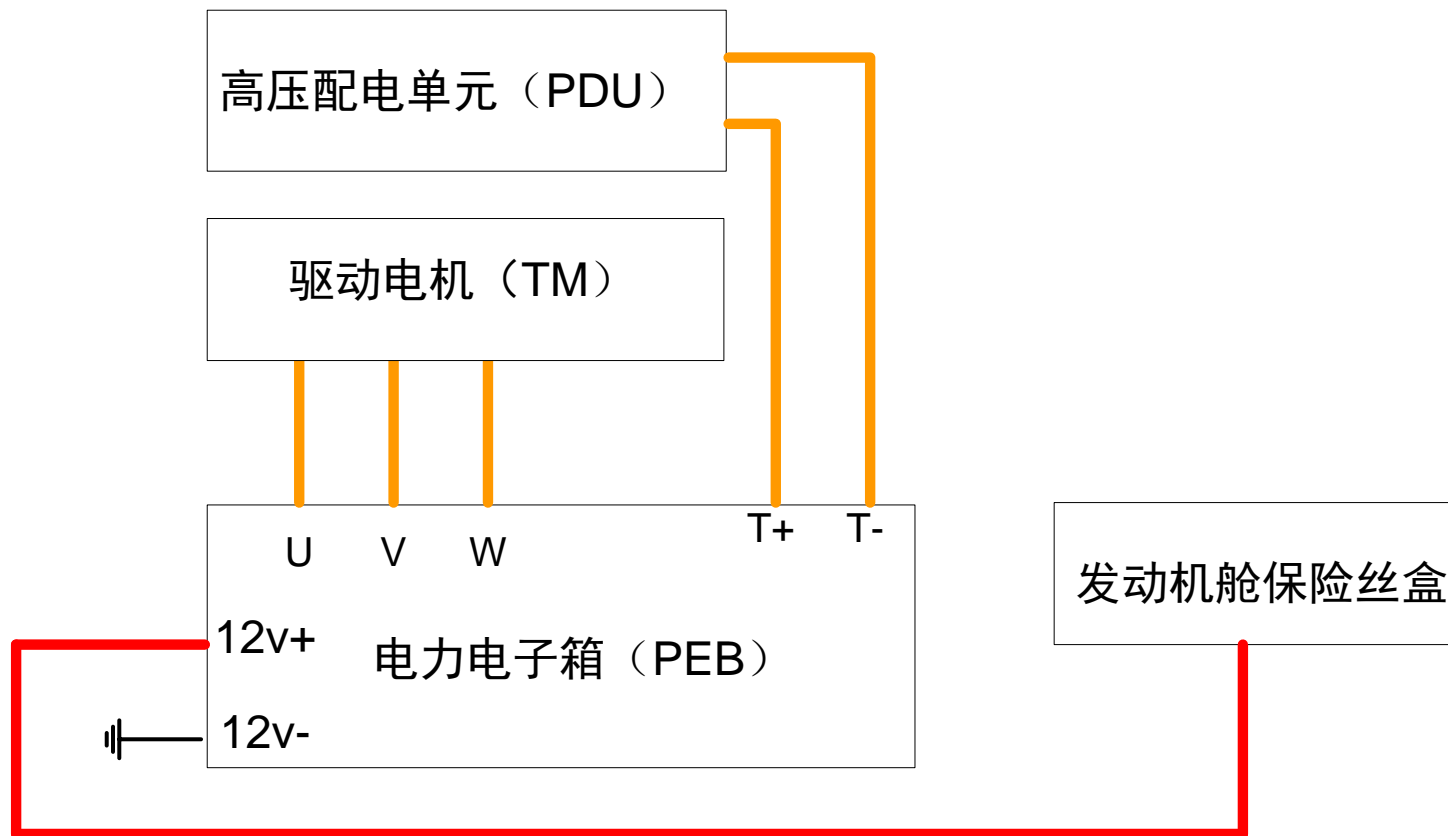 高压配电单元（PDU）
驱动电机（TM）
U V W T+ T-
12v+
电力电子箱（PEB）
12v-
发动机舱保险丝盒